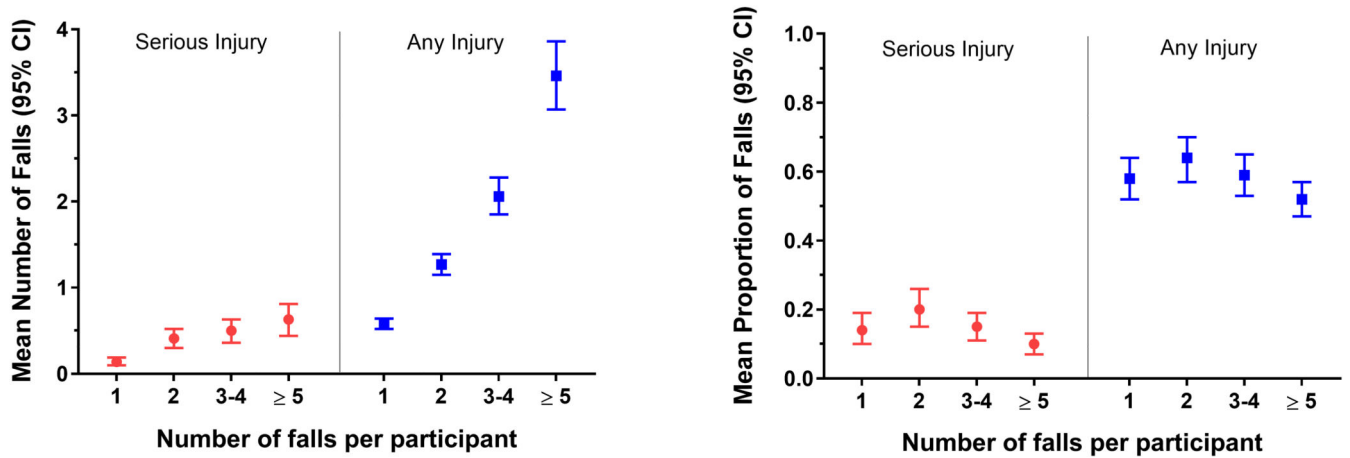 Mean Number of Falls (95% CI)
4
3
2
1
0
Serious Injury
Any Injury
1 2 3-4 ≥ 5 1 2 3-4 ≥ 5
Number of falls per participant
Mean Proportion of Falls (95% CI)
1.0
0.8
0.6
0.4
0.2
0.0
Serious Injury
Any Injury
1 2 3-4 ≥ 5 1 2 3-4 ≥ 5
Number of falls per participant